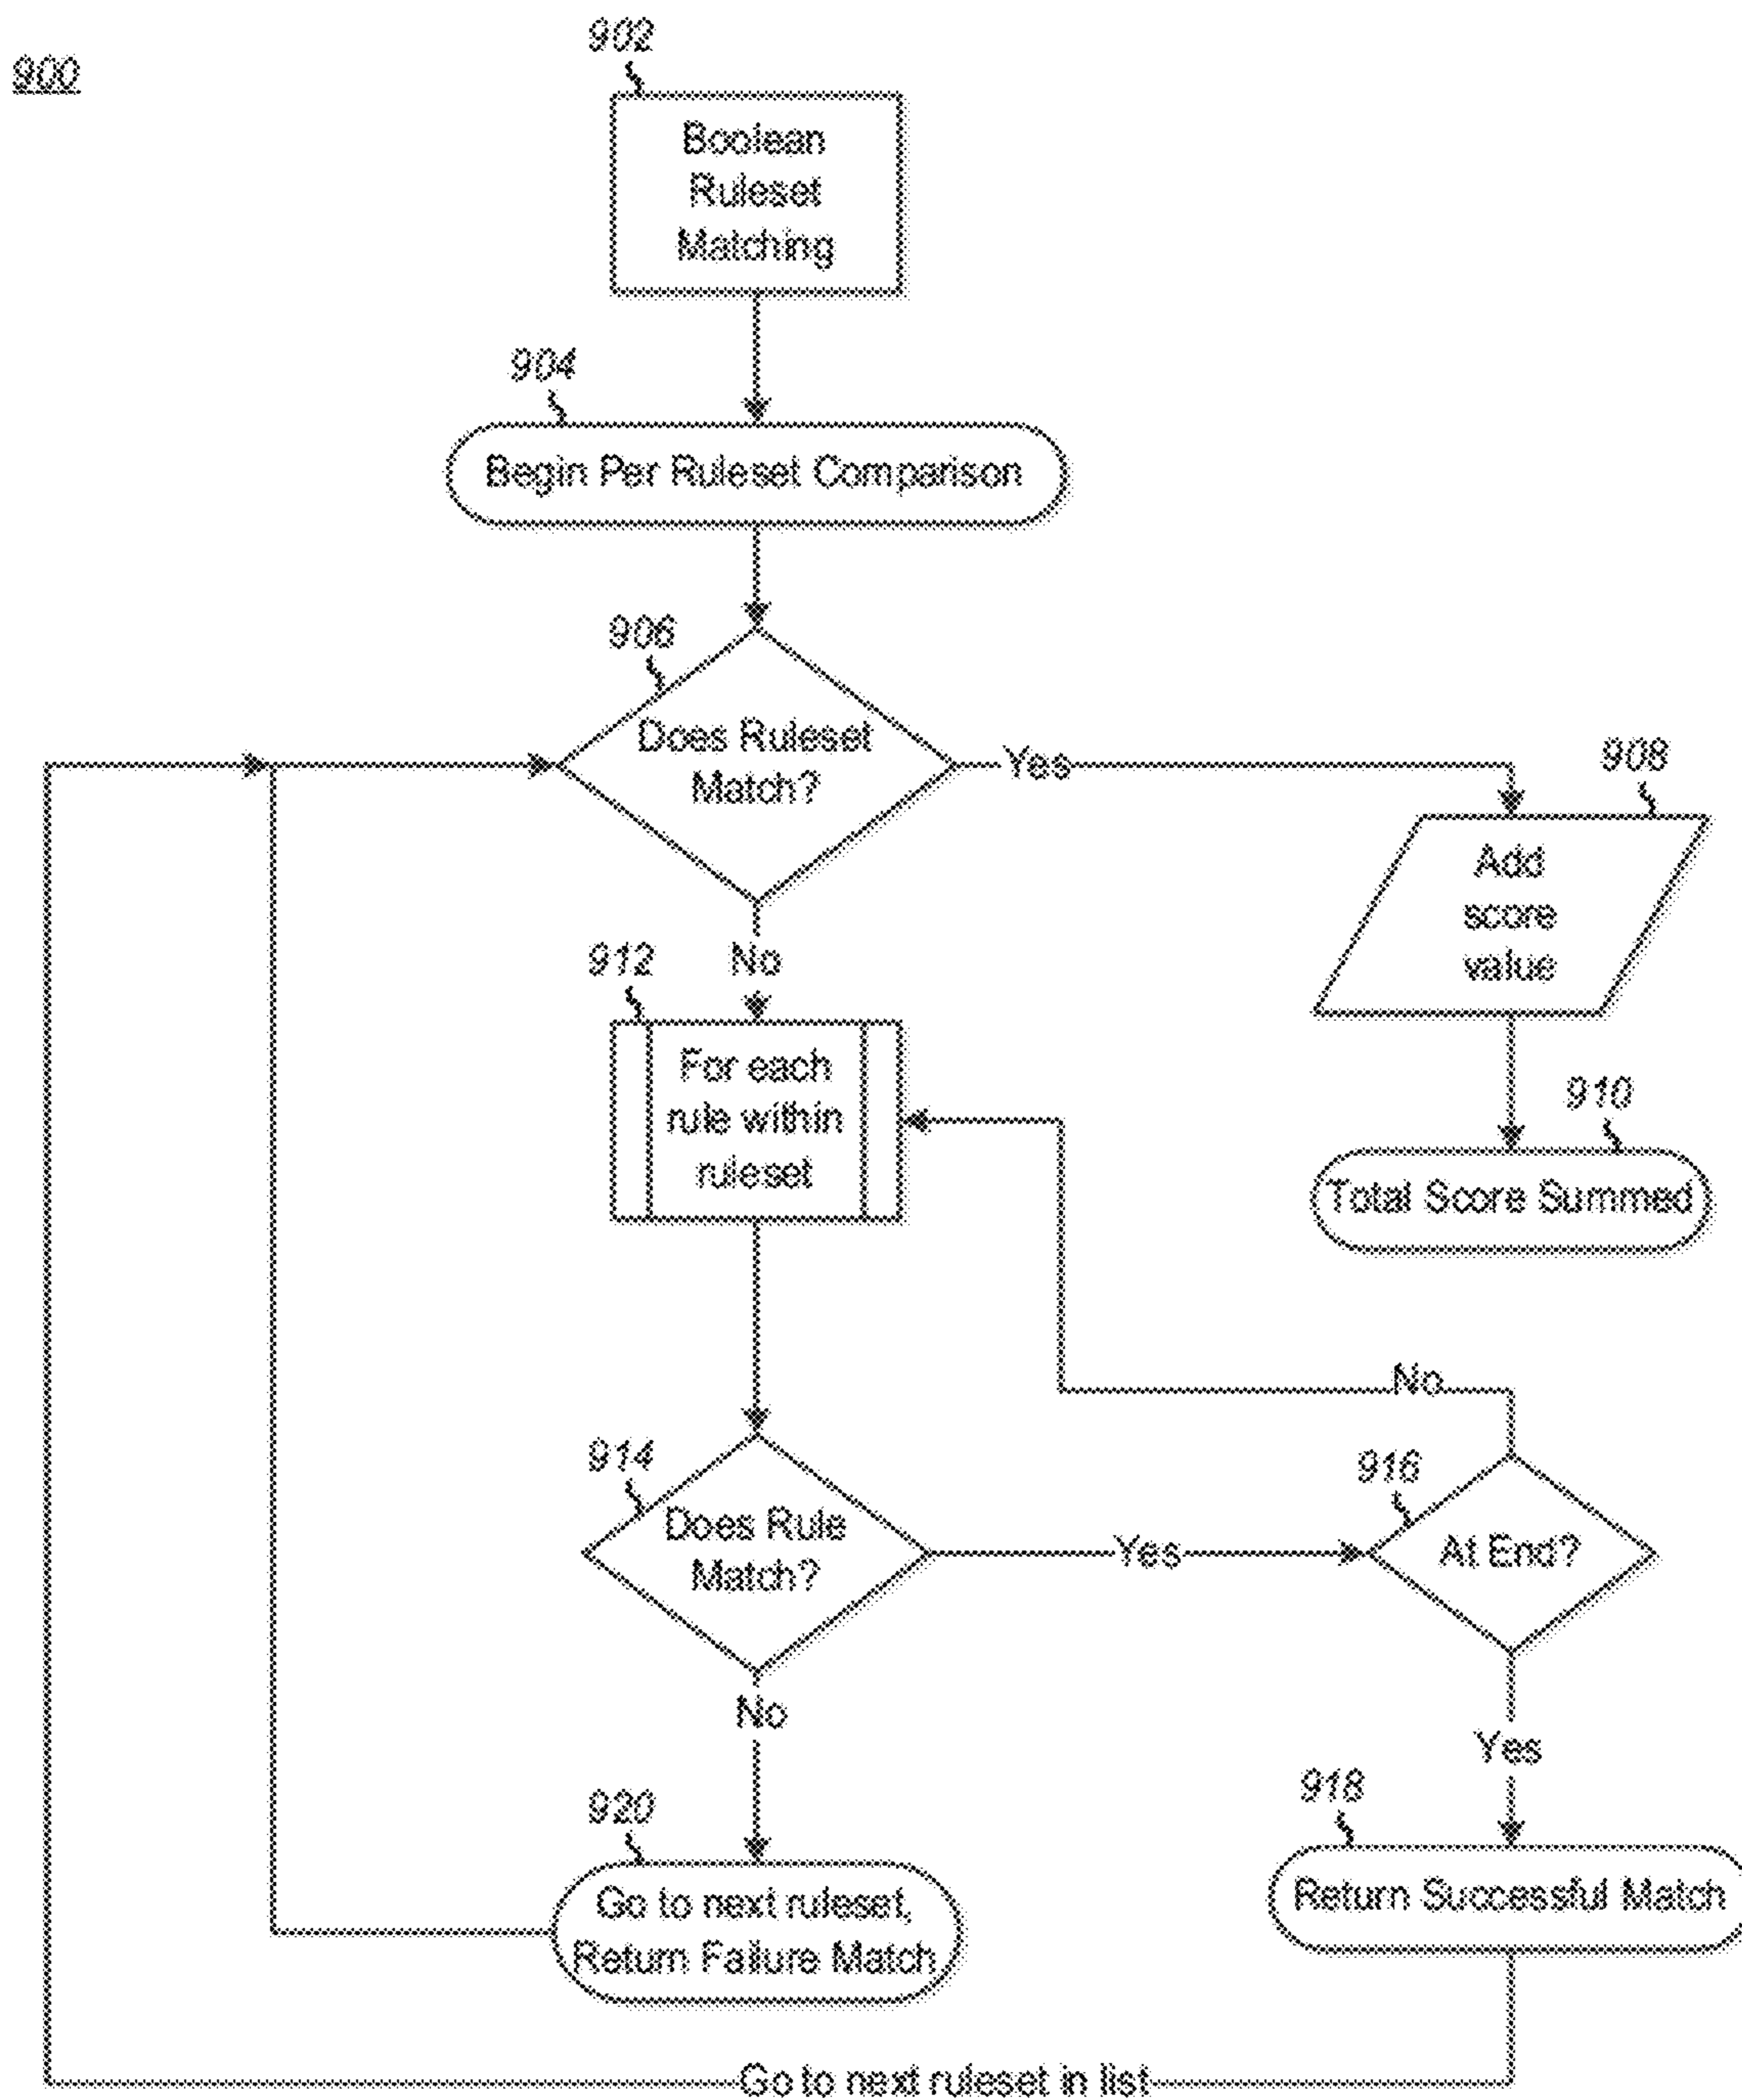 900
902
Boolean
Ruleset
Matching
904
Begin Per Ruleset Comparison
906
Does Ruleset
Match?
Yes
908
Add
score
value
No
912
For each
rule within
ruleset
910
Total Score Summed
No
914
Does Rule
Match?
Yes
916
At End?
No
Yes
920
Go to next ruleset,
Return Failure Match
918
Return Successful Match
Go to next ruleset in list